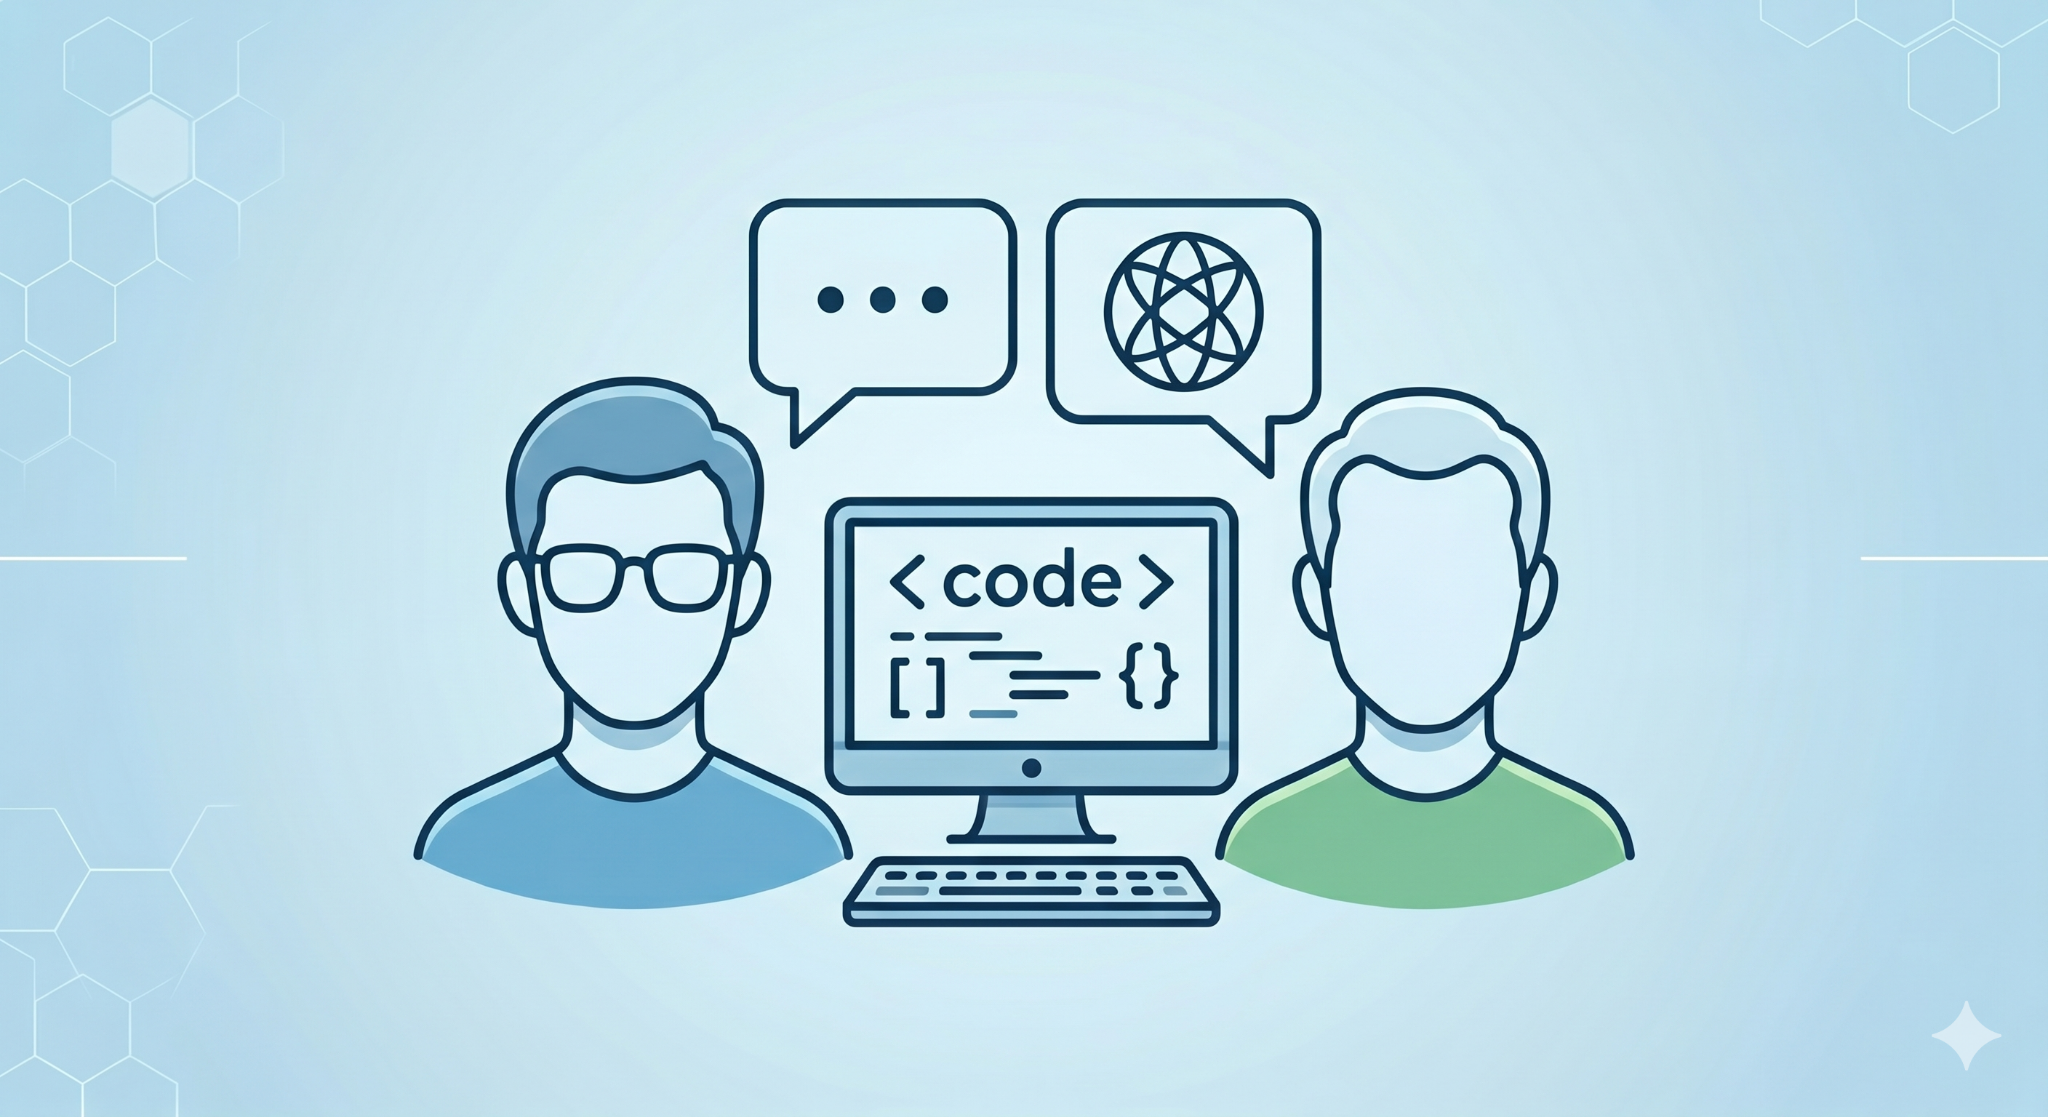 <code>
[ ] { }